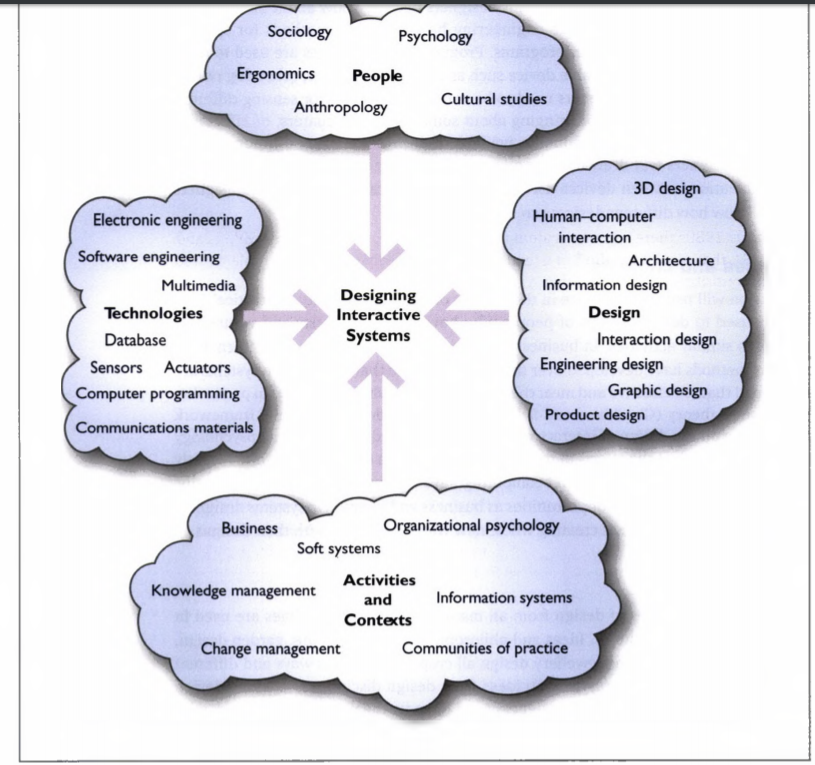 Sociology
Psychology
Ergonomics
People
Anthropology
Cultural studies
Electronic engineering
Software engineering
Multimedia
Technologies
Database
Sensors Actuators
Computer programming
Communications materials
Designing
Interactive
Systems
3D design
Human–computer
interaction
Architecture
Information design
Design
Interaction design
Engineering design
Graphic design
Product design
Business
Organizational psychology
Soft systems
Knowledge management
Activities
and
Contexts
Information systems
Change management
Communities of practice